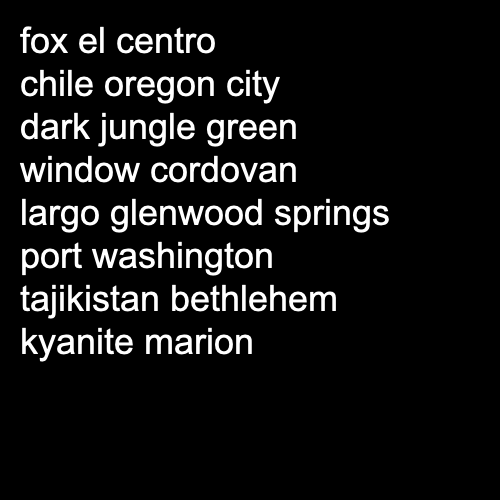 fox el centro
chile oregon city
dark jungle green
window cordovan
largo glenwood springs
port washington
tajikistan bethlehem
kyanite marion